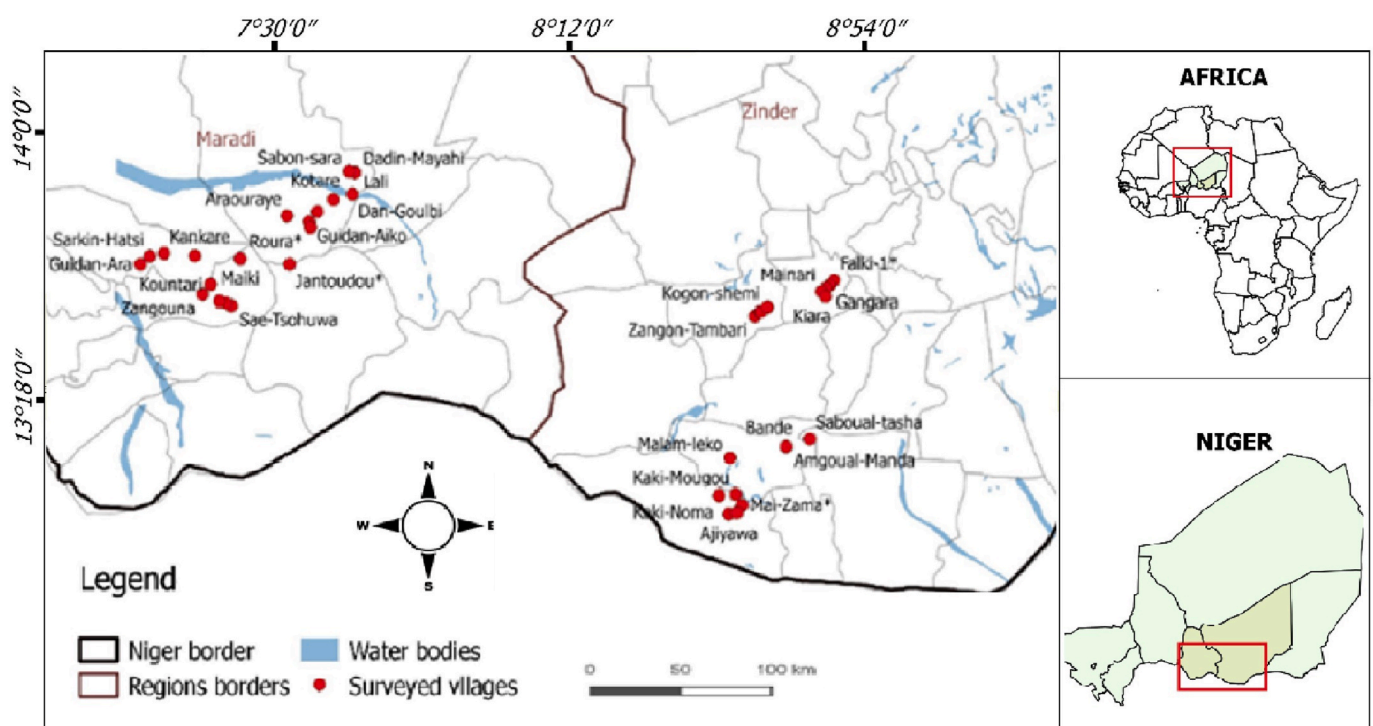 7°30'0"
8°12'0"
8°54'0"
14°0'0"
13°18'0"
Maradi
Zinder
Sabon-sara
Dadin-Mayahi
Kotare
Lali
Araouraye
Dan-Goulbi
Guidan-Aiko
Sarkin-Hatsi
Kankare
Roura*
Guidan-Ara
Jantoudou*
Kountari
Maiki
Zangouna
Sae-Tsohuwa
Falki-1*
Mainari
Kogon-shemi
Gangara
Kiara
Zangon-Tambari
Bande
Saboual-tasha
Malam-leko
Amgoual-Manda
Kaki-Mougou
Mai-Zama*
Kaki-Noma
Ajiyawa
N
W
E
S
Legend
Niger border
Water bodies
Regions borders
Surveyed villages
0
50
100 km
AFRICA
NIGER